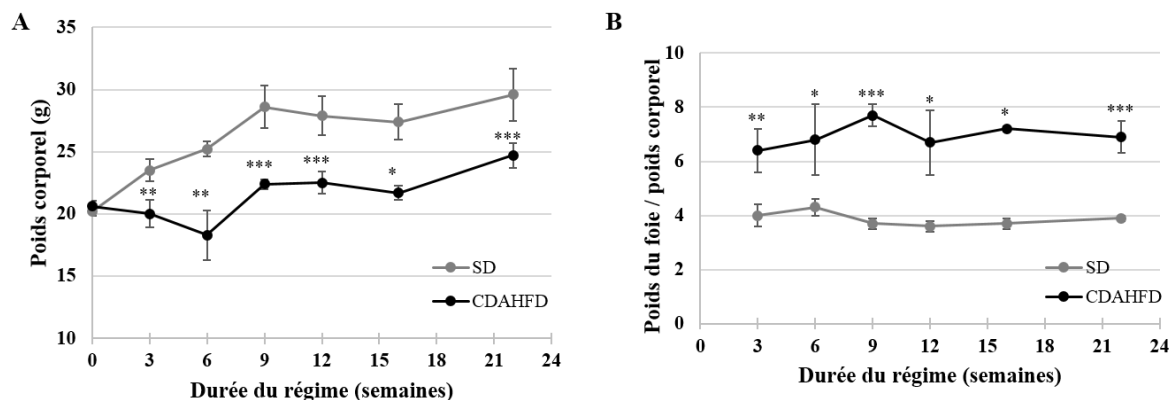 A
Poids corporel (g)
35
30
25
20
15
10
** ** *** *** * ***
SD
CDAHFD
0 3 6 9 12 15 18 21 24
Durée du régime (semaines)
B
Poids du foie / poids corporel
10
8
6
4
2
0
** * *** * * ***
SD
CDAHFD
0 3 6 9 12 15 18 21 24
Durée du régime (semaines)